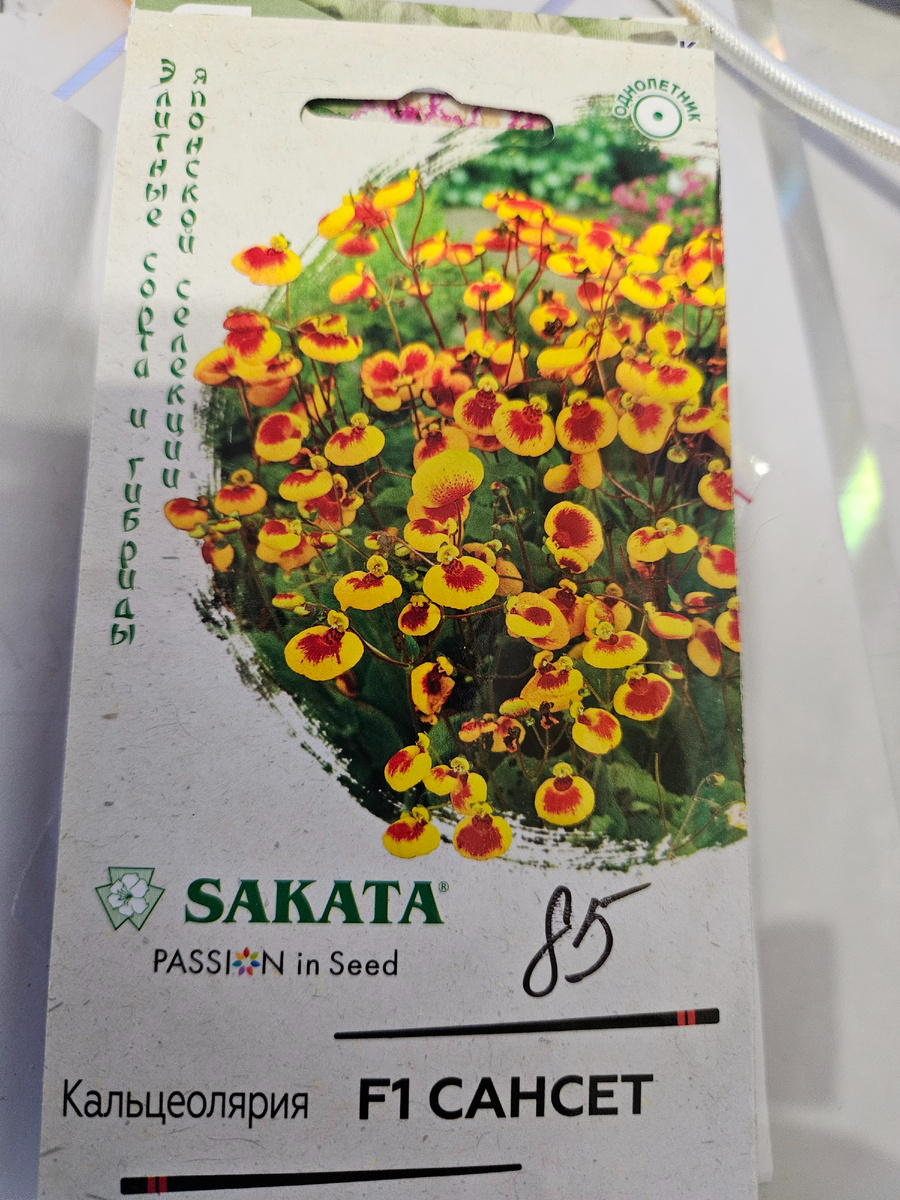 К
ОДНОЛЕТНИК
Элитные сорта и гибриды
японской селекции
SAKATA®
PASSION in Seed
85
Кальцеолярия F1 САНСЕТ